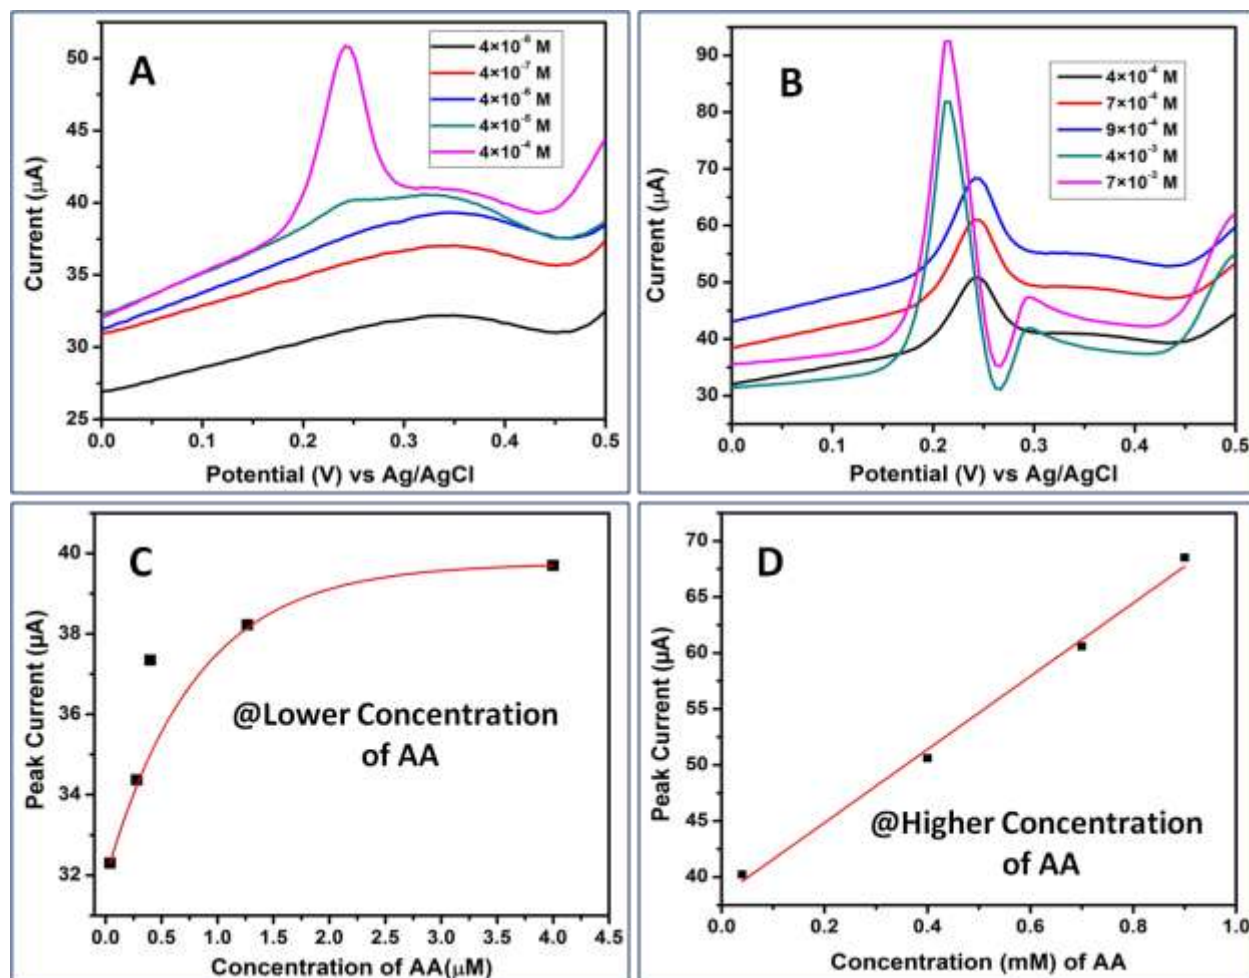 A
4×10⁻⁸ M
4×10⁻⁷ M
4×10⁻⁶ M
4×10⁻⁵ M
4×10⁻⁴ M
50
45
40
35
30
25
Current (μA)
0.0 0.1 0.2 0.3 0.4 0.5
Potential (V) vs Ag/AgCl
B
4×10⁻⁴ M
7×10⁻⁴ M
9×10⁻⁴ M
4×10⁻³ M
7×10⁻³ M
90
80
70
60
50
40
30
Current (μA)
0.0 0.1 0.2 0.3 0.4 0.5
Potential (V) vs Ag/AgCl
C
40
38
36
34
32
Peak Current (μA)
@Lower Concentration
of AA
0.0 0.5 1.0 1.5 2.0 2.5 3.0 3.5 4.0 4.5
Concentration of AA(μM)
D
70
65
60
55
50
45
40
Peak Current (μA)
@Higher Concentration
of AA
0.2 0.4 0.6 0.8 1.0
Concentration (mM) of AA